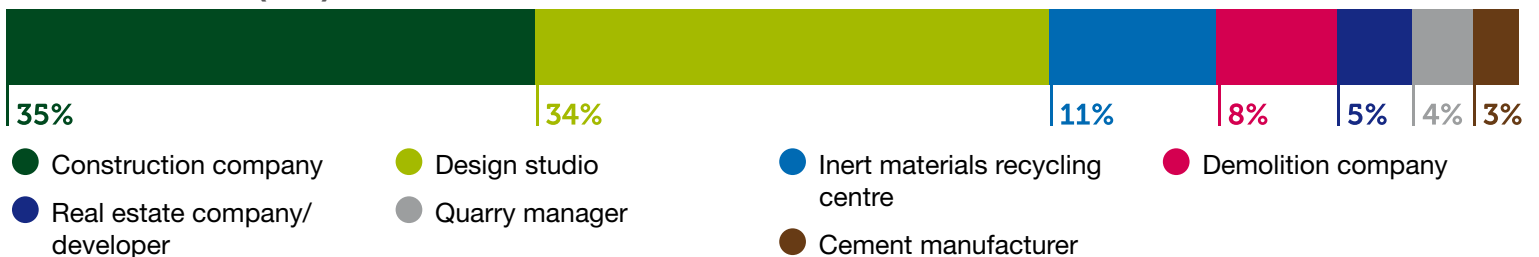 35%
34%
11%
8%
5%
4%
3%
Construction company
Design studio
Inert materials recycling
centre
Demolition company
Real estate company/
developer
Quarry manager
Cement manufacturer